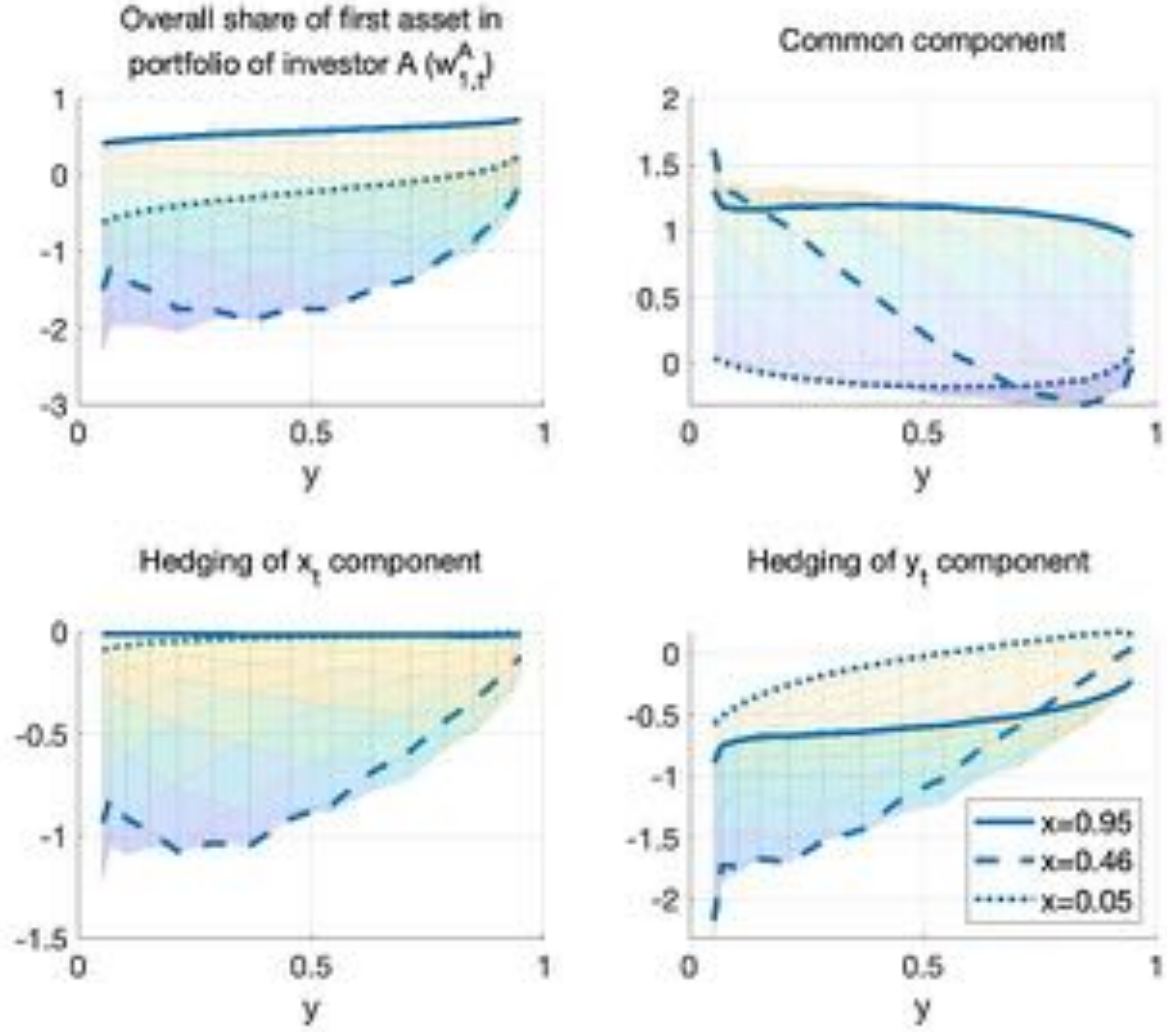 Overall share of first asset in
portfolio of investor A (w^A_{1,t})
1
0
-1
-2
-3
0
0.5
1
y
Common component
2
1.5
1
0.5
0
0
0.5
1
y
Hedging of x_t component
0
-0.5
-1
-1.5
0
0.5
1
y
Hedging of y_t component
0
-0.5
-1
-1.5
-2
0
0.5
1
y
x=0.95
x=0.46
x=0.05